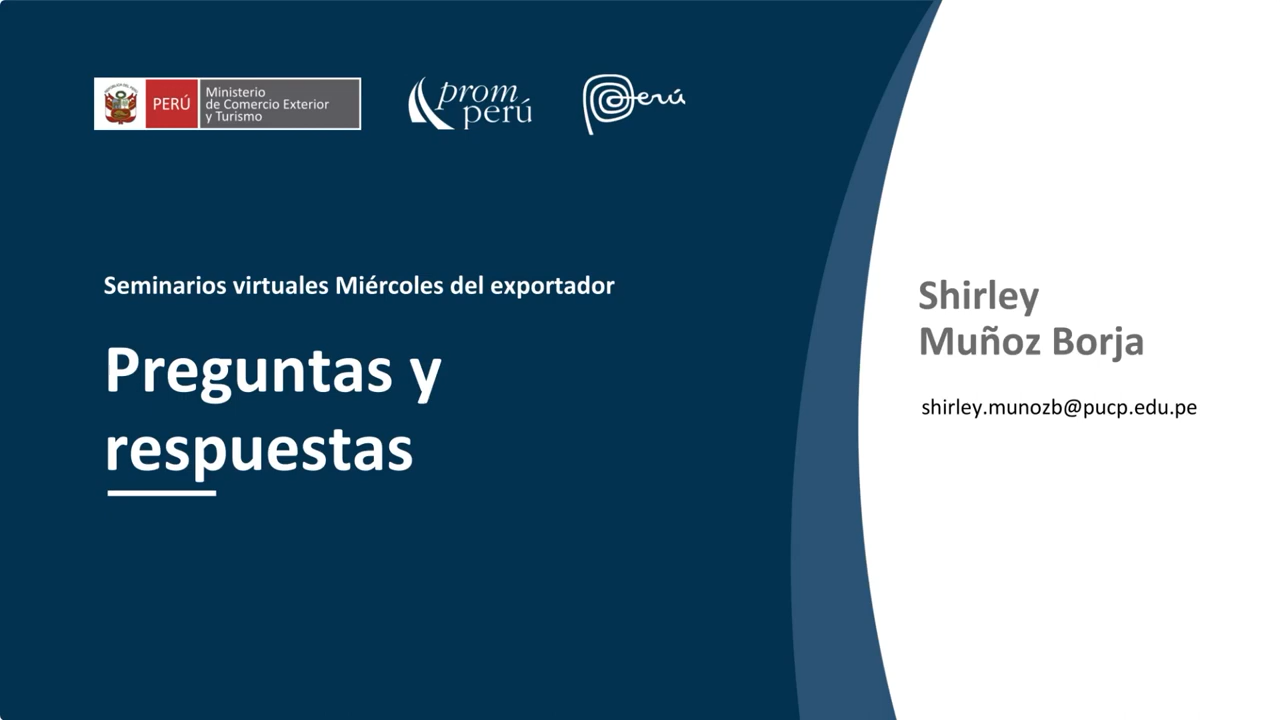 PERÚ
Ministerio
de Comercio Exterior
y Turismo
prom
perú
Perú
Seminarios virtuales Miércoles del exportador
Preguntas y
respuestas
Shirley
Muñoz Borja
shirley.munozb@pucp.edu.pe